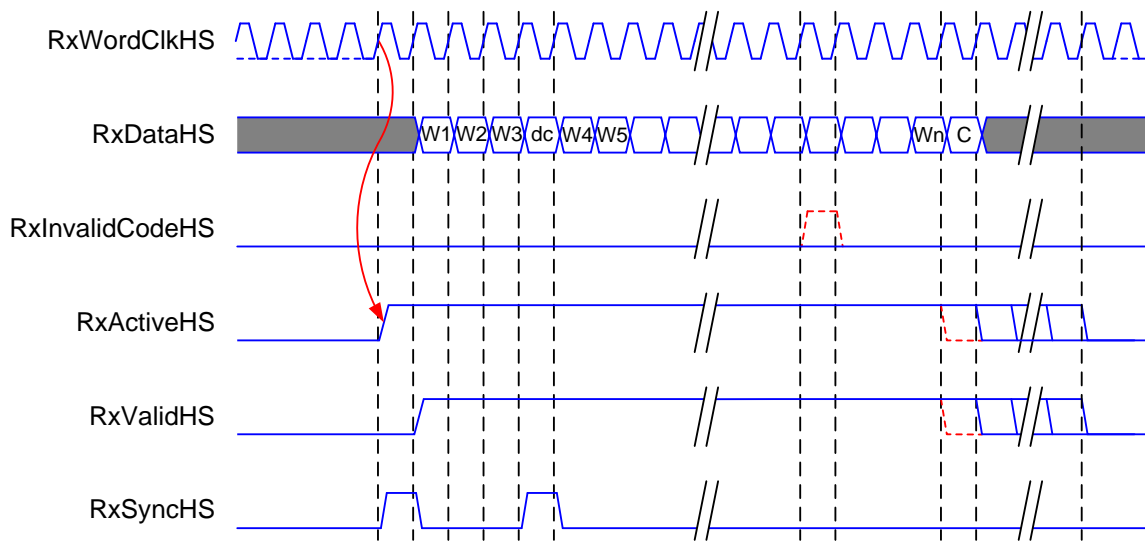 RxWordClkHS
RxDataHS W1 W2 W3 dc W4 W5 Wn C
RxInvalidCodeHS
RxActiveHS
RxValidHS
RxSyncHS